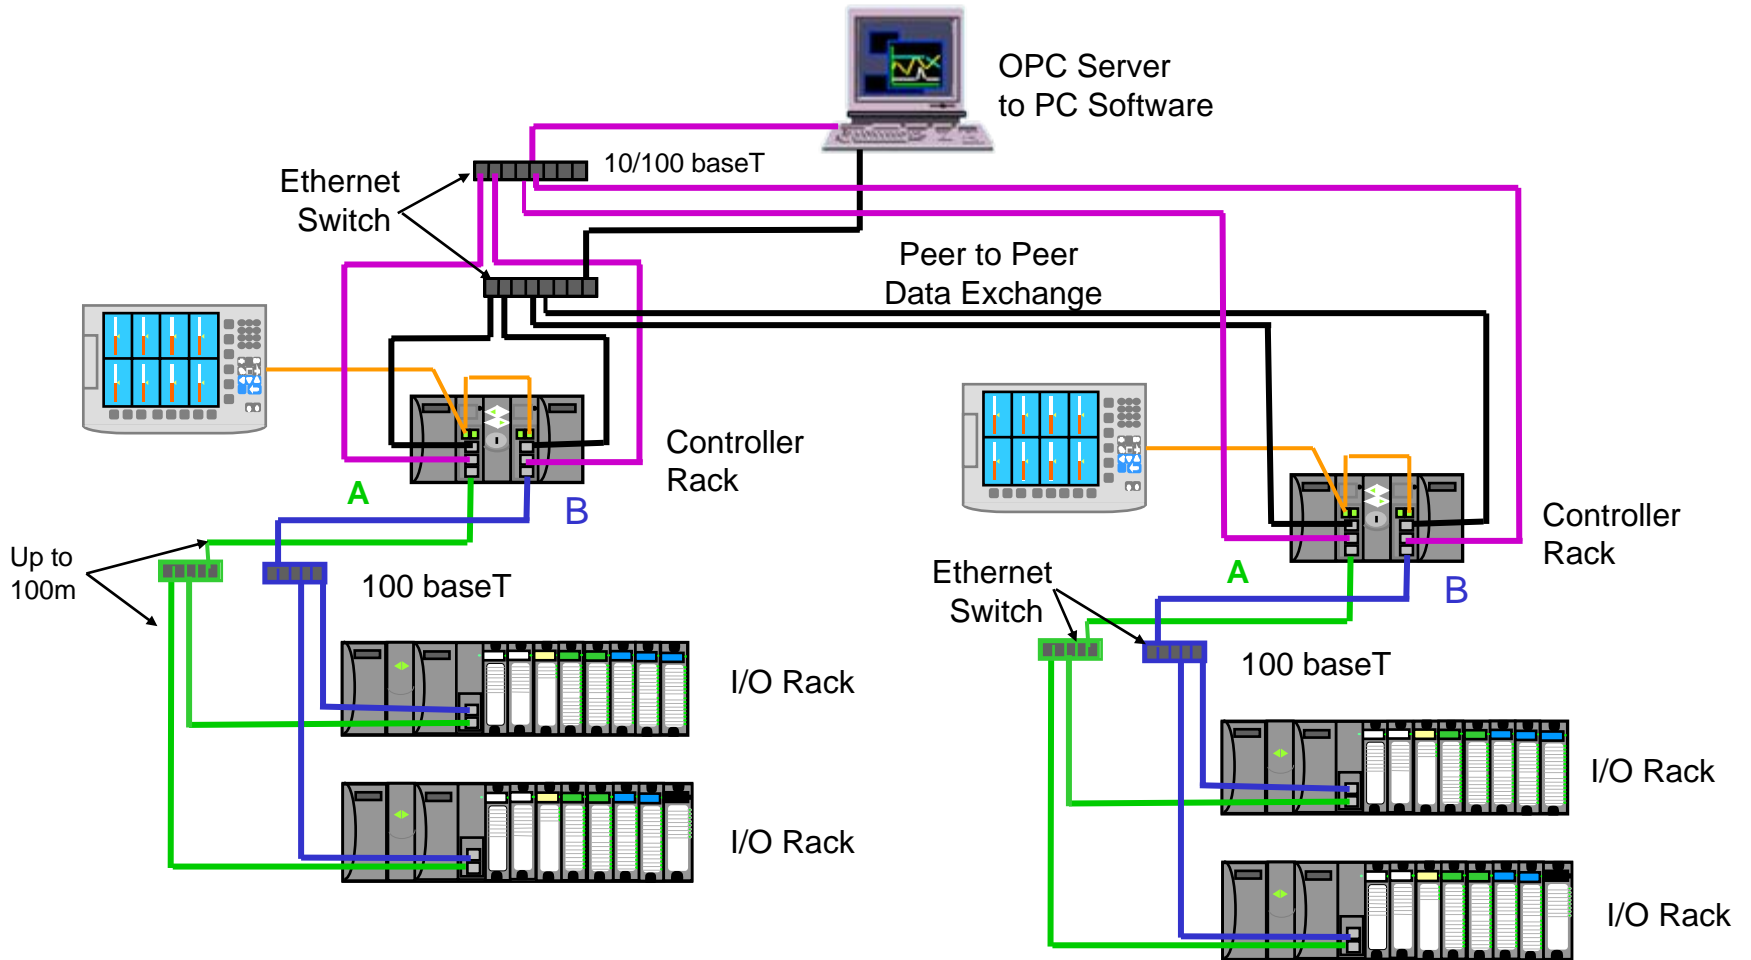 OPC Server
to PC Software
10/100 baseT
Ethernet
Switch
Peer to Peer
Data Exchange
Controller
Rack
A
B
Up to
100m
100 baseT
I/O Rack
I/O Rack
Controller
Rack
Ethernet
Switch
A
B
100 baseT
I/O Rack
I/O Rack